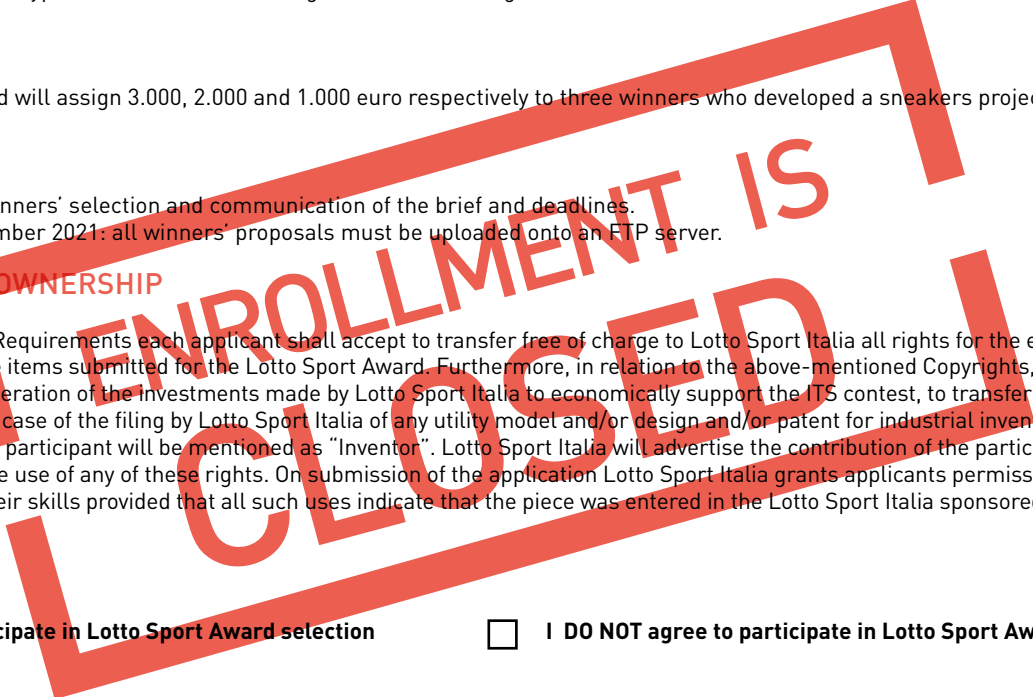 d will assign 3.000, 2.000 and 1.000 euro respectively to three winners who developed a sneakers projec
nners’ selection and communication of the brief and deadlines.
mber 2021: all winners’ proposals must be uploaded onto an FTP server.
OWNERSHIP
Requirements each applicant shall accept to transfer free of charge to Lotto Sport Italia all rights for the e
e items submitted for the Lotto Sport Award. Furthermore, in relation to the above-mentioned Copyrights,
eration of the investments made by Lotto Sport Italia to economically support the ITS contest, to transfer
case of the filing by Lotto Sport Italia of any utility model and/or design and/or patent for industrial inven
participant will be mentioned as “Inventor”. Lotto Sport Italia will advertise the contribution of the partic
e use of any of these rights. On submission of the application Lotto Sport Italia grants applicants permiss
eir skills provided that all such uses indicate that the piece was entered in the Lotto Sport Italia sponsored
cipate in Lotto Sport Award selection
I DO NOT agree to participate in Lotto Sport Aw
ENROLLMENT IS
CLOSED